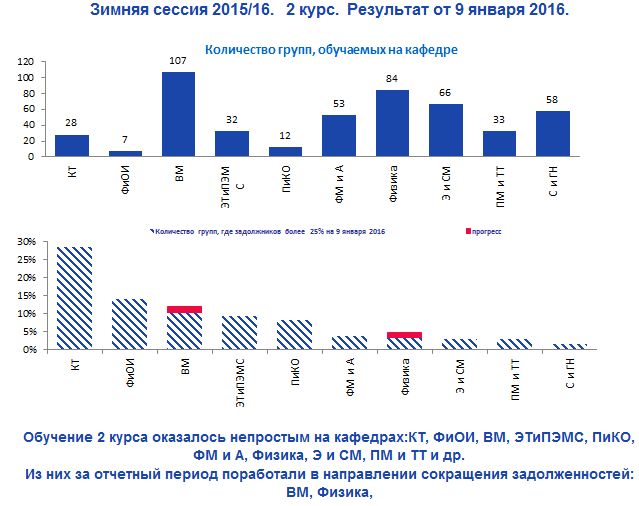 Зимняя сессия 2015/16. 2 курс. Результат от 9 января 2016.
Количество групп, обучаемых на кафедре
120
100
80
60
40
20
0
28
7
107
32
12
53
84
66
33
58
КТ
ФиОИ
ВМ
ЭТиПЭМ
С
ПиКО
ФМ и А
Физика
Э и СМ
ПМ и ТТ
С и ГН
Количество групп, где задолжников более 25% на 9 января 2016
прогресс
30%
25%
20%
15%
10%
5%
0%
КТ
ФиОИ
ВМ
ЭТиПЭМС
ПиКО
ФМ и А
Физика
Э и СМ
ПМ и ТТ
С и ГН
Обучение 2 курса оказалось непростым на кафедрах:КТ, ФиОИ, ВМ, ЭТиПЭМС, ПиКО,
ФМ и А, Физика, Э и СМ, ПМ и ТТ и др.
Из них за отчетный период поработали в направлении сокращения задолженностей:
ВМ, Физика,